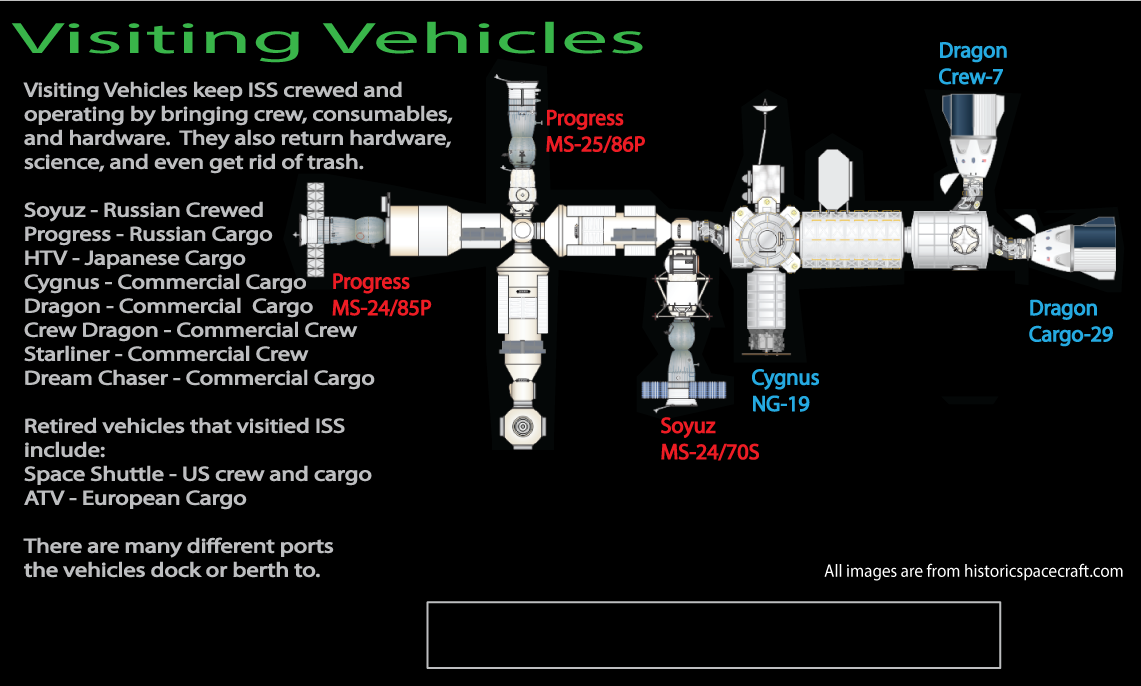 Visiting Vehicles
Visiting Vehicles keep ISS crewed and
operating by bringing crew, consumables,
and hardware.  They also return hardware,
science, and even get rid of trash.
Soyuz - Russian Crewed
Progress - Russian Cargo
HTV - Japanese Cargo
Cygnus - Commercial Cargo
Dragon - Commercial  Cargo
Crew Dragon - Commercial Crew
Starliner - Commercial Crew
Dream Chaser - Commercial Cargo
Retired vehicles that visitied ISS
include:
Space Shuttle - US crew and cargo
ATV - European Cargo
There are many different ports
the vehicles dock or berth to.
Progress
MS-25/86P
Progress
MS-24/85P
Soyuz
MS-24/70S
Cygnus
NG-19
Dragon
Crew-7
Dragon
Cargo-29
All images are from historicspacecraft.com